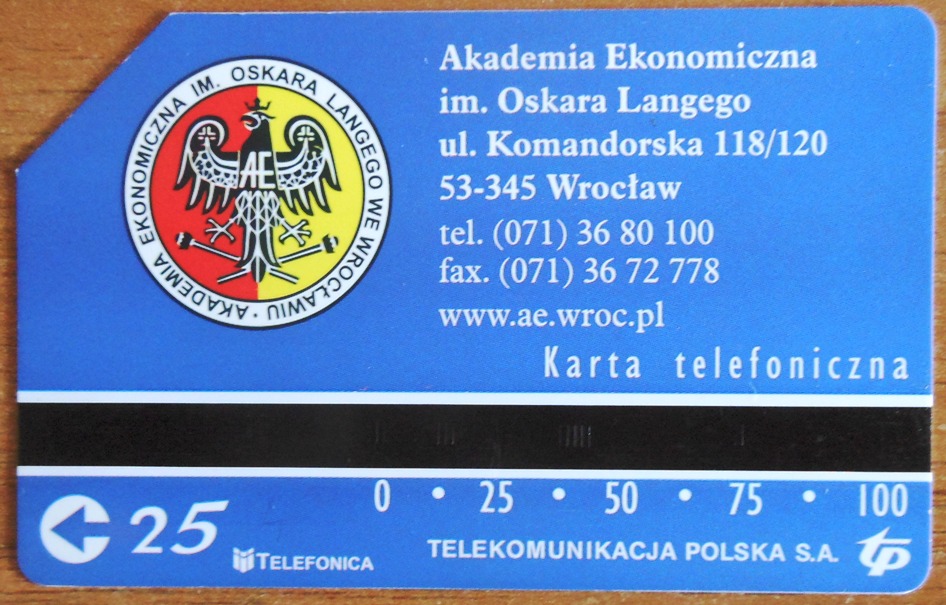 AKADEMIA EKONOMICZNA IM. OSKARA LANGEGO WE WROCŁAWIU •
AE
Akademia Ekonomiczna
im. Oskara Langego
ul. Komandorska 118/120
53-345 Wrocław
tel. (071) 36 80 100
fax. (071) 36 72 778
www.ae.wroc.pl
Karta telefoniczna
0 • 25 • 50 • 75 • 100
25
TELEFONICA
TELEKOMUNIKACJA POLSKA S.A.
tp